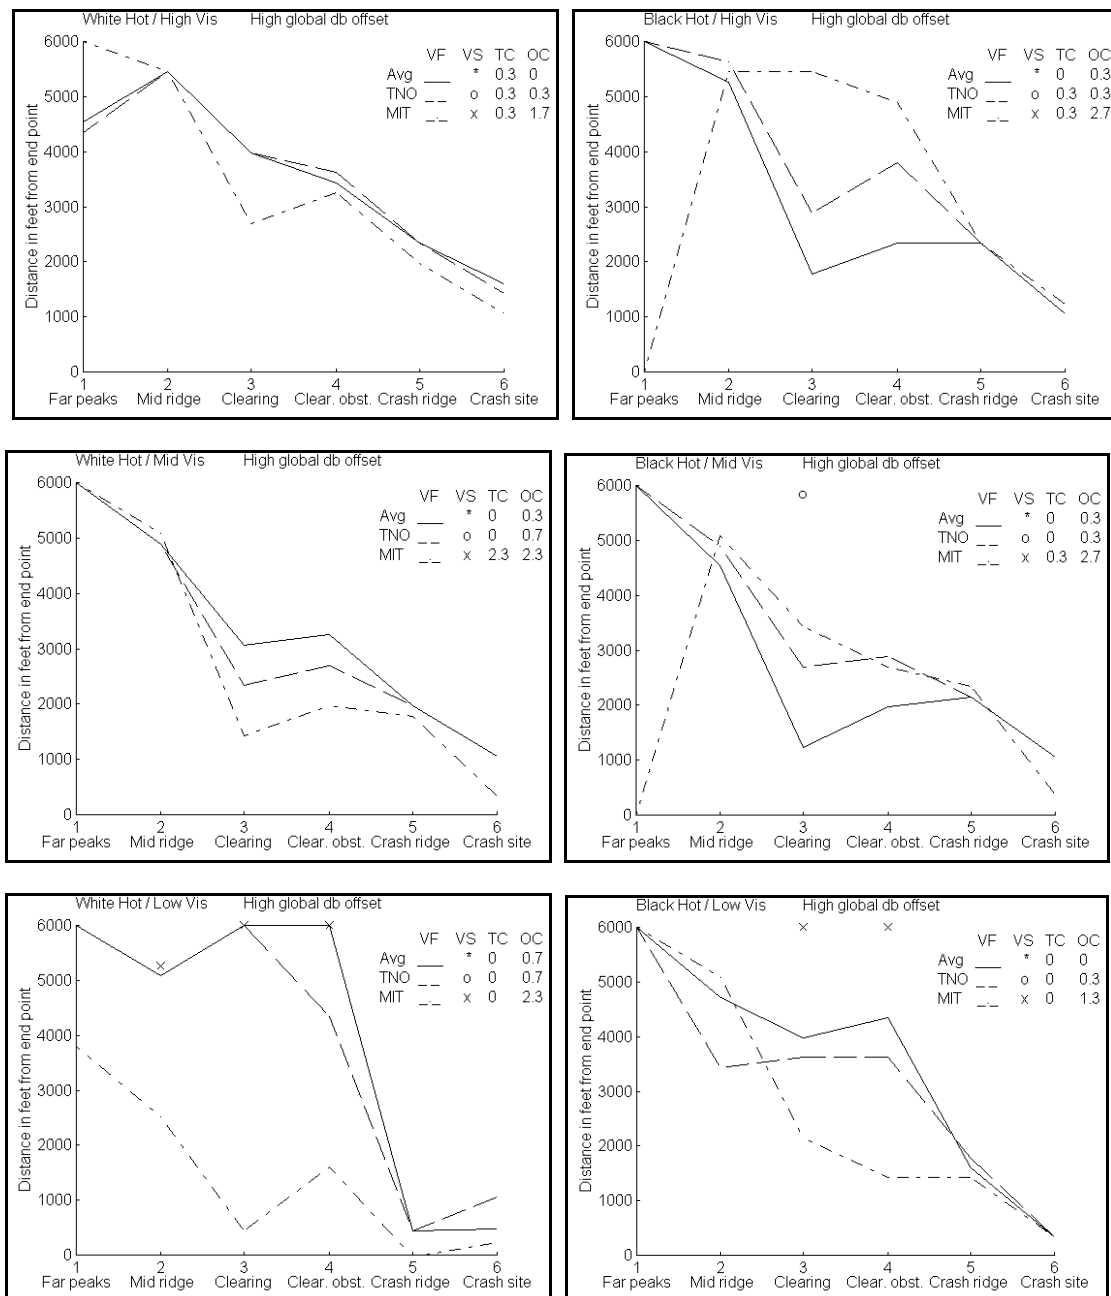 White Hot / High Vis High global db offset
VF VS TC OC
Avg * 0.3 0
TNO o 0.3 0.3
MIT x 0.3 1.7
Distance in feet from end point
6000
5000
4000
3000
2000
1000
0
1 2 3 4 5 6
Far peaks Mid ridge Clearing Clear. obst. Crash ridge Crash site
Black Hot / High Vis High global db offset
VF VS TC OC
Avg * 0 0.3
TNO o 0.3 0.3
MIT x 0.3 2.7
Distance in feet from end point
6000
5000
4000
3000
2000
1000
0
1 2 3 4 5 6
Far peaks Mid ridge Clearing Clear. obst. Crash ridge Crash site
White Hot / Mid Vis High global db offset
VF VS TC OC
Avg * 0 0.3
TNO o 0 0.7
MIT x 2.3 2.3
Distance in feet from end point
6000
5000
4000
3000
2000
1000
0
1 2 3 4 5 6
Far peaks Mid ridge Clearing Clear. obst. Crash ridge Crash site
Black Hot / Mid Vis High global db offset
VF VS TC OC
Avg * 0 0.3
TNO o 0 0.3
MIT x 0.3 2.7
Distance in feet from end point
6000
5000
4000
3000
2000
1000
0
1 2 3 4 5 6
Far peaks Mid ridge Clearing Clear. obst. Crash ridge Crash site
White Hot / Low Vis High global db offset
VF VS TC OC
Avg * 0 0.7
TNO o 0 0.7
MIT x 0 2.3
Distance in feet from end point
6000
5000
4000
3000
2000
1000
0
1 2 3 4 5 6
Far peaks Mid ridge Clearing Clear. obst. Crash ridge Crash site
Black Hot / Low Vis High global db offset
VF VS TC OC
Avg * 0 0
TNO o 0 0.3
MIT x 0 1.3
Distance in feet from end point
6000
5000
4000
3000
2000
1000
0
1 2 3 4 5 6
Far peaks Mid ridge Clearing Clear. obst. Crash ridge Crash site